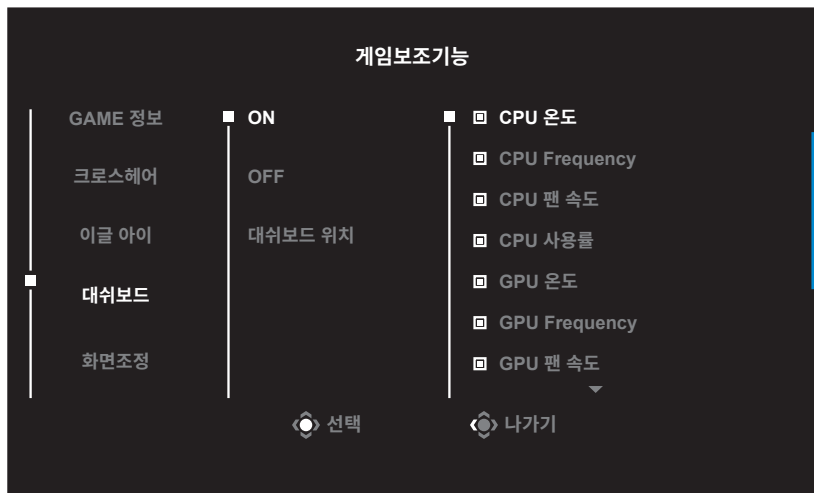 게임보조기능
GAME 정보
크로스헤어
이글 아이
대쉬보드
화면조정
ON
OFF
대쉬보드 위치
CPU 온도
CPU Frequency
CPU 팬 속도
CPU 사용률
GPU 온도
GPU Frequency
GPU 팬 속도
선택
나가기